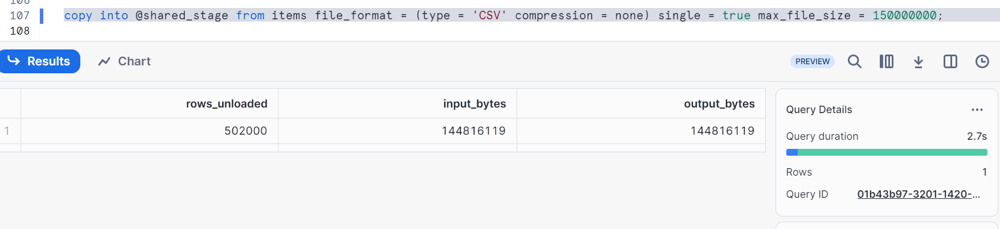 106
107 copy into @shared_stage from items file_format = (type = 'CSV' compression = none) single = true max_file_size = 150000000;
108
Results Chart PREVIEW
rows_unloaded input_bytes output_bytes
1 502000 144816119 144816119
Query Details
Query duration 2.7s
Rows 1
Query ID 01b43b97-3201-1420-...